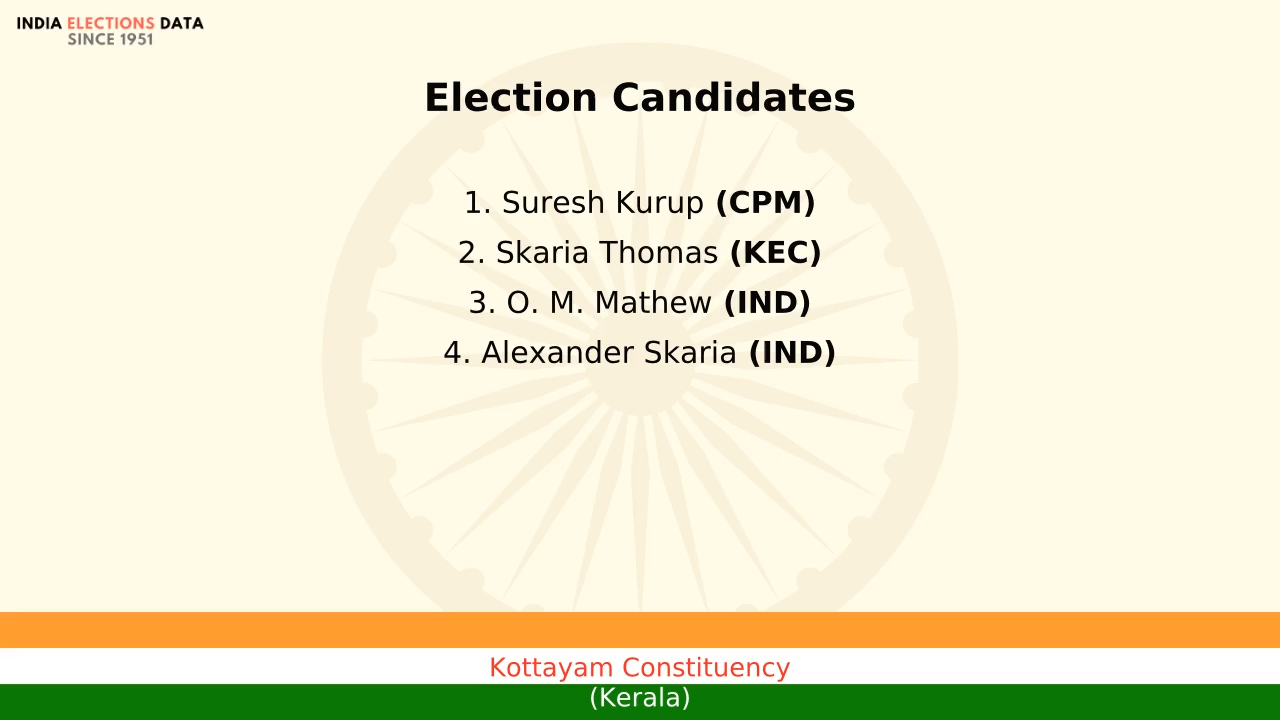 INDIA ELECTIONS DATA
SINCE 1951
Election Candidates
1. Suresh Kurup (CPM)
2. Skaria Thomas (KEC)
3. O. M. Mathew (IND)
4. Alexander Skaria (IND)
Kottayam Constituency
(Kerala)